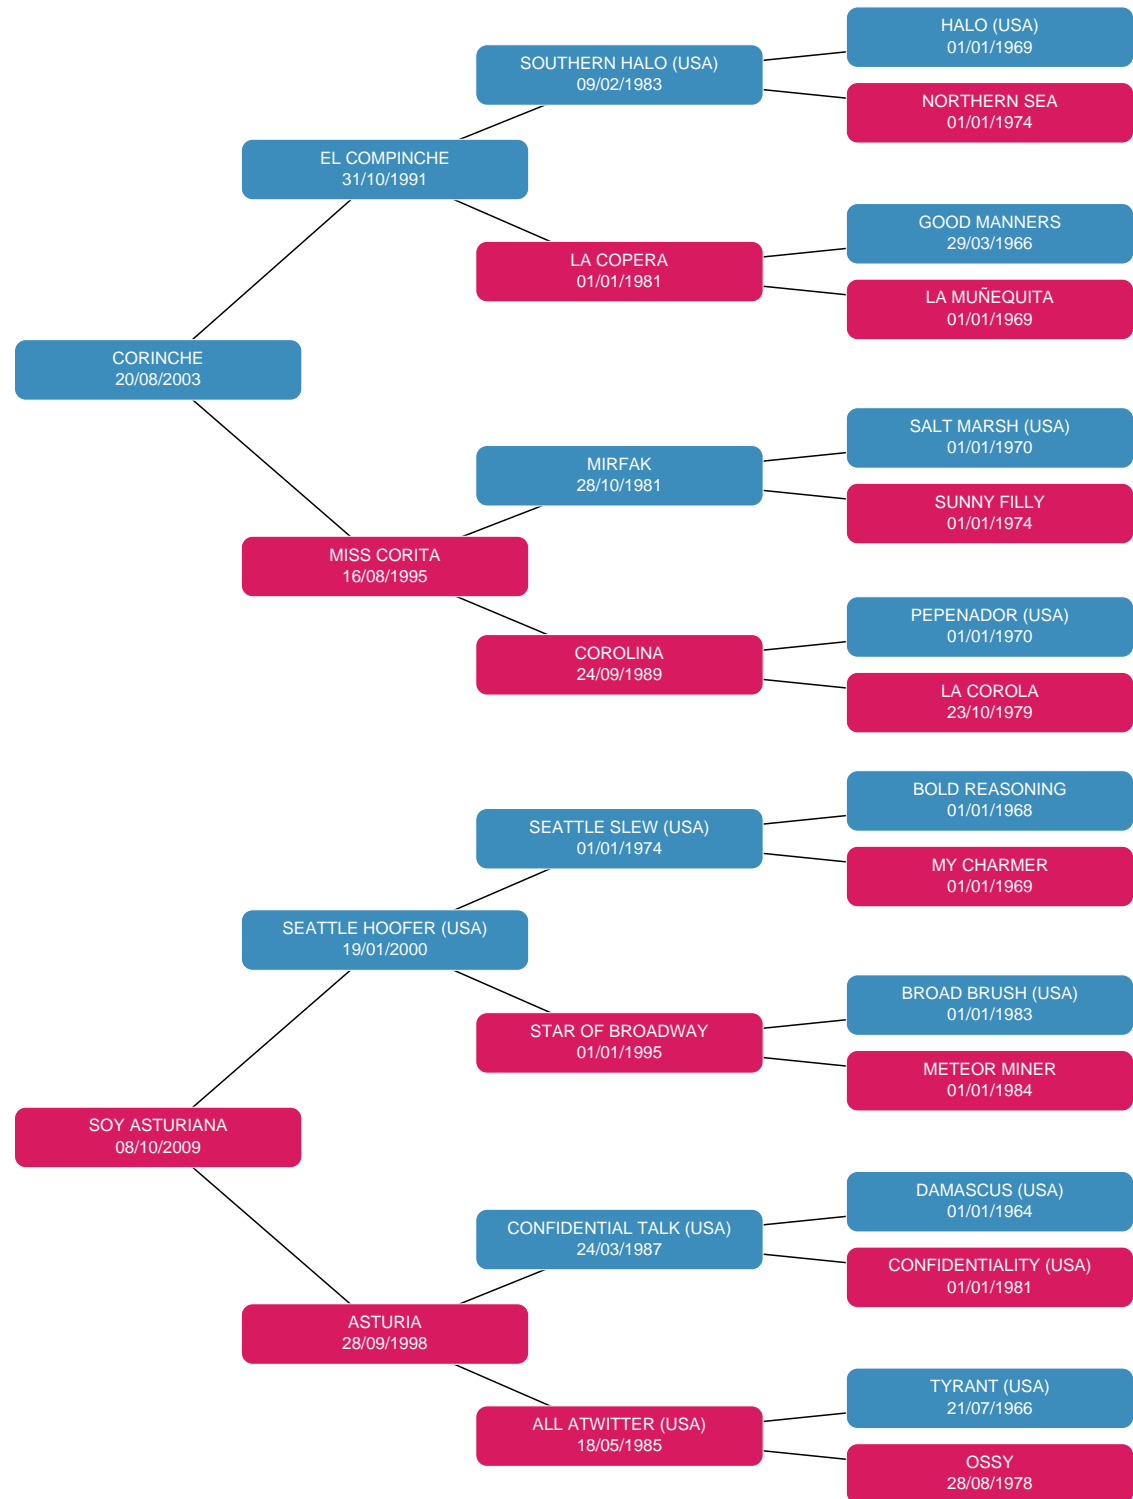 HALO (USA)
01/01/1969
SOUTHERN HALO (USA)
09/02/1983
NORTHERN SEA
01/01/1974
EL COMPINCHE
31/10/1991
GOOD MANNERS
29/03/1966
LA COPERA
01/01/1981
LA MUÑEQUITA
01/01/1969
CORINCHE
20/08/2003
SALT MARSH (USA)
01/01/1970
MIRFAK
28/10/1981
SUNNY FILLY
01/01/1974
MISS CORITA
16/08/1995
PEPENADOR (USA)
01/01/1970
COROLINA
24/09/1989
LA COROLA
23/10/1979
BOLD REASONING
01/01/1968
SEATTLE SLEW (USA)
01/01/1974
MY CHARMER
01/01/1969
SEATTLE HOOFER (USA)
19/01/2000
BROAD BRUSH (USA)
01/01/1983
STAR OF BROADWAY
01/01/1995
METEOR MINER
01/01/1984
SOY ASTURIANA
08/10/2009
DAMASCUS (USA)
01/01/1964
CONFIDENTIAL TALK (USA)
24/03/1987
CONFIDENTIALITY (USA)
01/01/1981
ASTURIA
28/09/1998
TYRANT (USA)
21/07/1966
ALL ATWITTER (USA)
18/05/1985
OSSY
28/08/1978